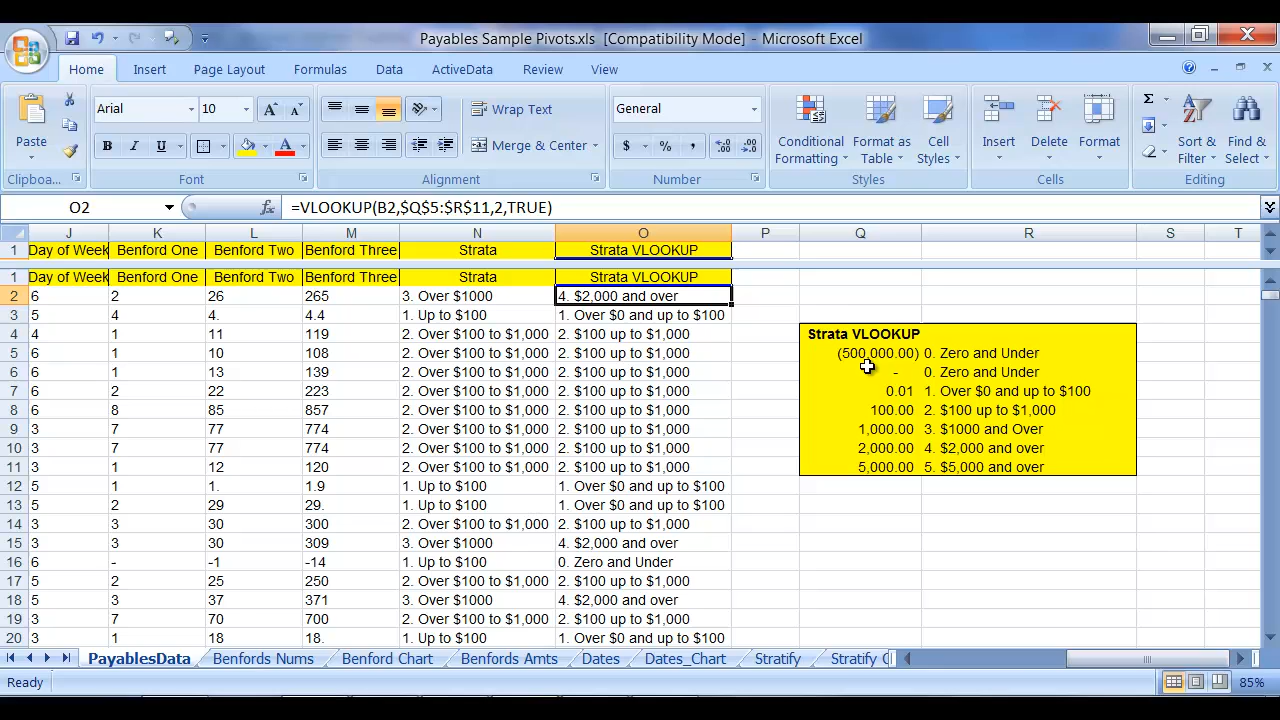 Payables Sample Pivots.xls [Compatibility Mode] - Microsoft Excel
Home Insert Page Layout Formulas Data ActiveData Review View
Arial 10 Wrap Text General
Paste Merge & Center $ % , Conditional Formatting Format as Table Cell Styles Insert Delete Format Sort & Filter Find & Select
Clipboa... Font Alignment Number Styles Cells Editing
O2 fx =VLOOKUP(B2,$Q$5:$R$11,2,TRUE)
J K L M N O P Q R S T
1 Day of Week Benford One Benford Two Benford Three Strata Strata VLOOKUP
1 Day of Week Benford One Benford Two Benford Three Strata Strata VLOOKUP
2 6 2 26 265 3. Over $1000 4. $2,000 and over
3 5 4 4. 4.4 1. Up to $100 1. Over $0 and up to $100
4 4 1 11 119 2. Over $100 to $1,000 2. $100 up to $1,000 Strata VLOOKUP
5 6 1 10 108 2. Over $100 to $1,000 2. $100 up to $1,000 (500,000.00) 0. Zero and Under
6 6 1 13 139 2. Over $100 to $1,000 2. $100 up to $1,000 - 0. Zero and Under
7 6 2 22 223 2. Over $100 to $1,000 2. $100 up to $1,000 0.01 1. Over $0 and up to $100
8 6 8 85 857 2. Over $100 to $1,000 2. $100 up to $1,000 100.00 2. $100 up to $1,000
9 3 7 77 774 2. Over $100 to $1,000 2. $100 up to $1,000 1,000.00 3. $1000 and Over
10 3 7 77 774 2. Over $100 to $1,000 2. $100 up to $1,000 2,000.00 4. $2,000 and over
11 3 1 12 120 2. Over $100 to $1,000 2. $100 up to $1,000 5,000.00 5. $5,000 and over
12 5 1 1. 1.9 1. Up to $100 1. Over $0 and up to $100
13 5 2 29 29. 1. Up to $100 1. Over $0 and up to $100
14 3 3 30 300 2. Over $100 to $1,000 2. $100 up to $1,000
15 3 3 30 309 3. Over $1000 4. $2,000 and over
16 6 - -1 -14 1. Up to $100 0. Zero and Under
17 5 2 25 250 2. Over $100 to $1,000 2. $100 up to $1,000
18 5 3 37 371 3. Over $1000 4. $2,000 and over
19 3 7 70 700 2. Over $100 to $1,000 2. $100 up to $1,000
20 3 1 18 18. 1. Up to $100 1. Over $0 and up to $100
PayablesData Benfords Nums Benford Chart Benfords Amts Dates Dates_Chart Stratify Stratify C
Ready 85%